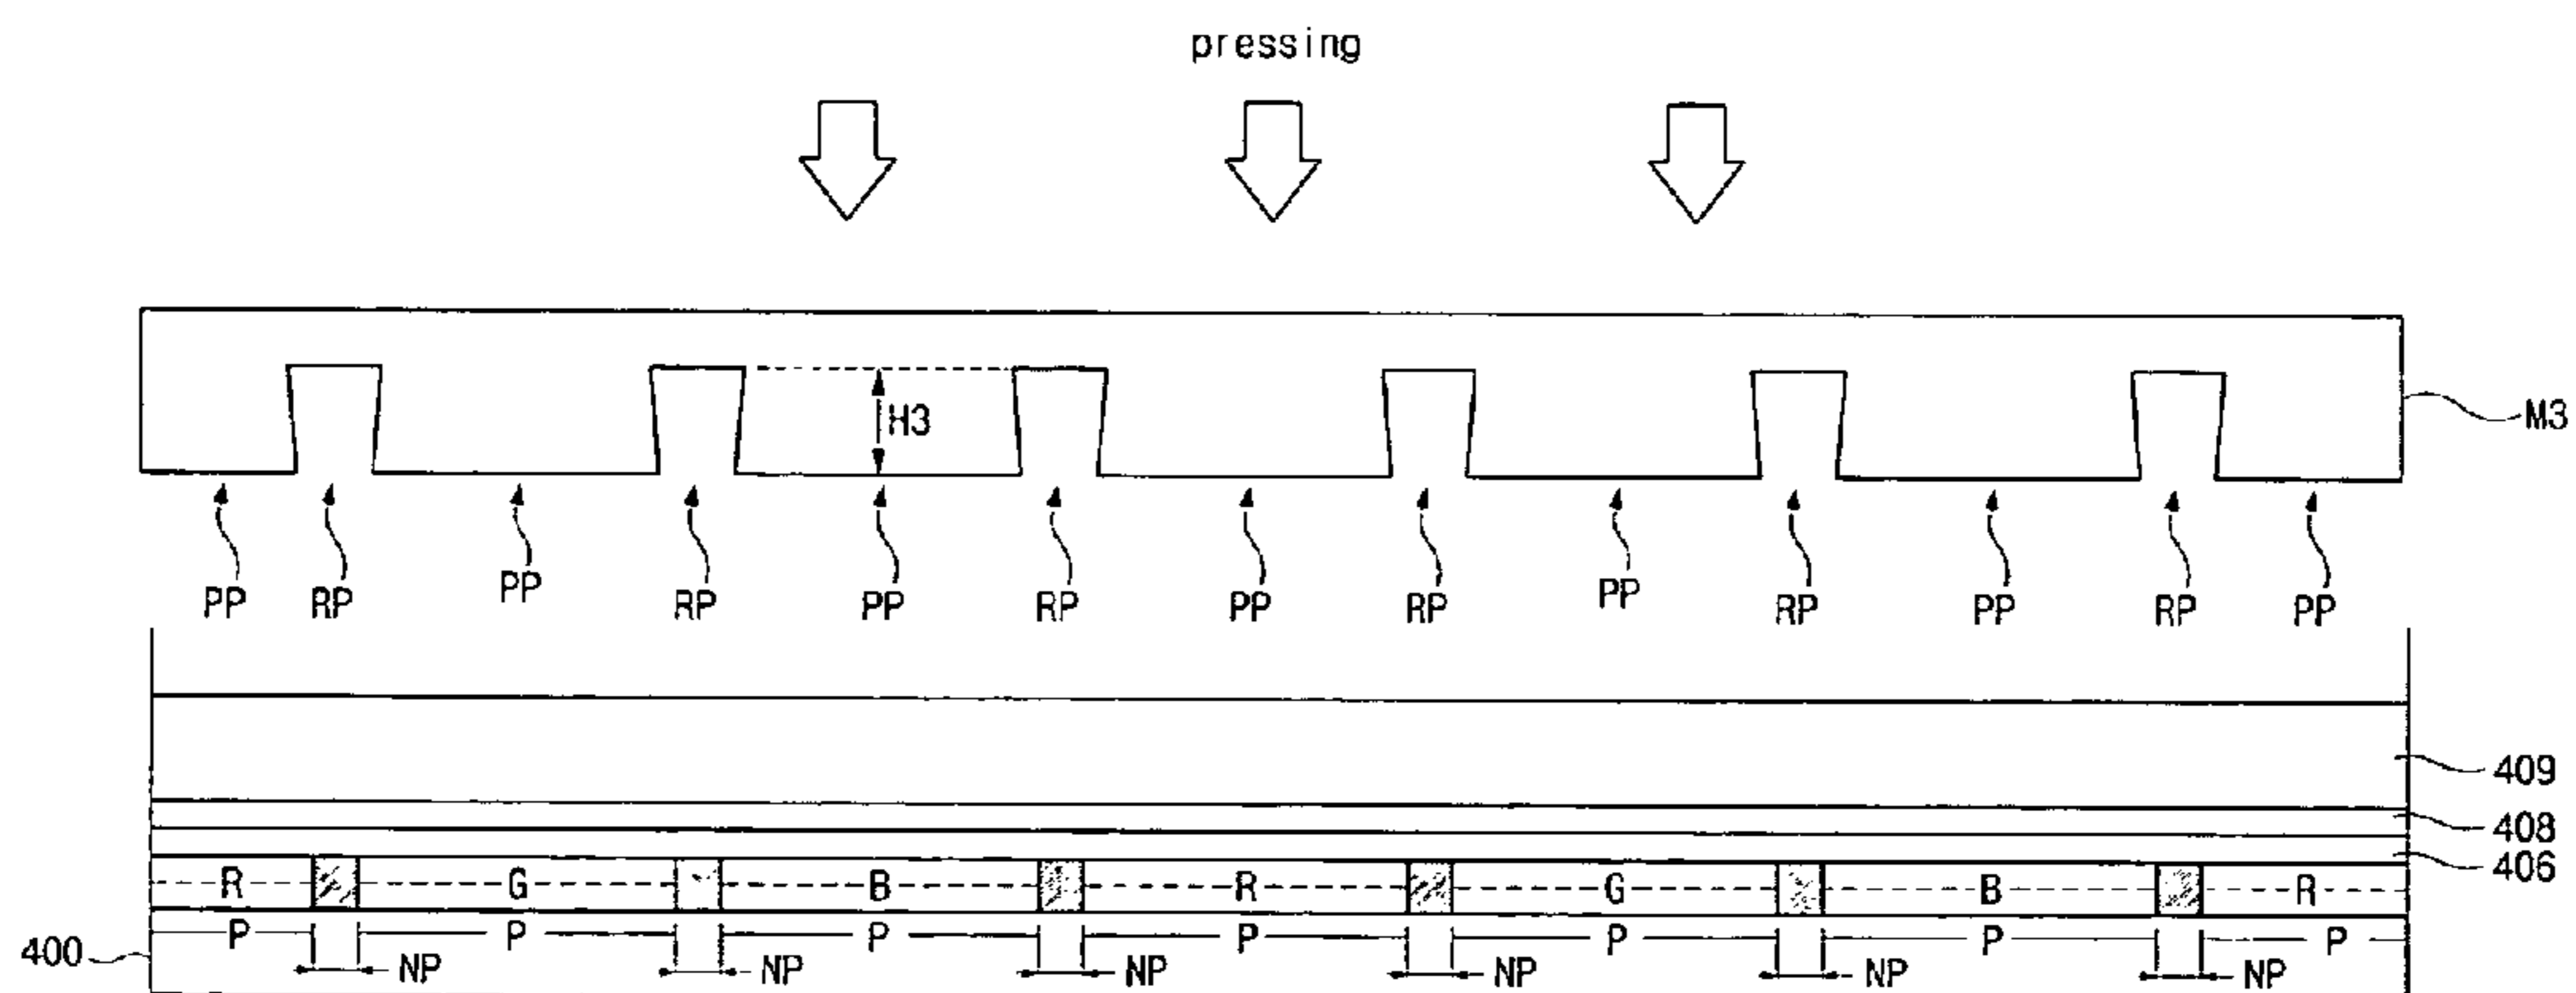 pressing
H3
M3
PP RP PP RP PP RP PP RP PP RP PP RP PP
409
408
406
R G B R G B R
P P P P P P P
400
NP NP NP NP NP NP